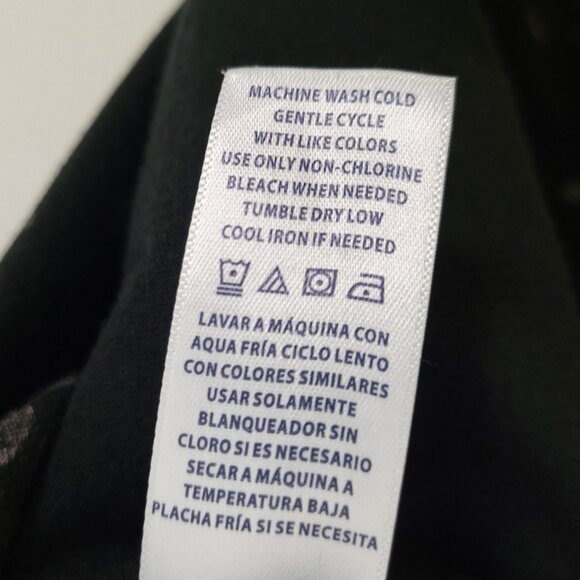 MACHINE WASH COLD
GENTLE CYCLE
WITH LIKE COLORS
USE ONLY NON-CHLORINE
BLEACH WHEN NEEDED
TUMBLE DRY LOW
COOL IRON IF NEEDED
LAVAR A MÁQUINA CON
AQUA FRÍA CICLO LENTO
CON COLORES SIMILARES
USAR SOLAMENTE
BLANQUEADOR SIN
CLORO SI ES NECESARIO
SECAR A MÁQUINA A
TEMPERATURA BAJA
PLACHA FRÍA SI SE NECESITA